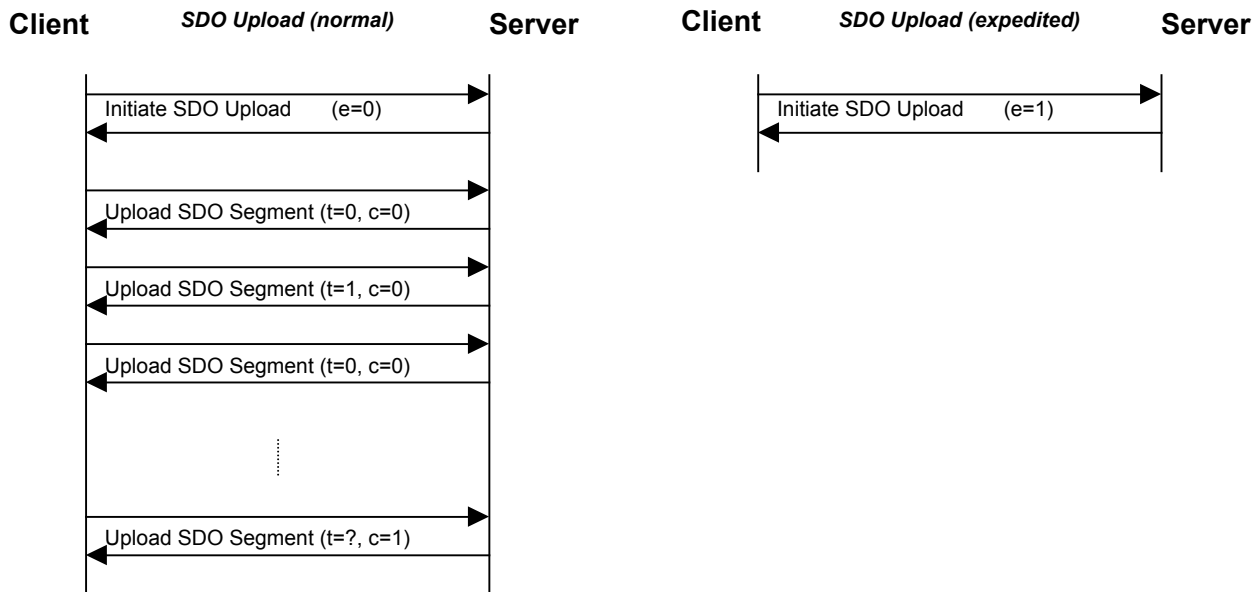 Client SDO Upload (normal) Server
Initiate SDO Upload (e=0)
Upload SDO Segment (t=0, c=0)
Upload SDO Segment (t=1, c=0)
Upload SDO Segment (t=0, c=0)
Upload SDO Segment (t=?, c=1)
Client SDO Upload (expedited) Server
Initiate SDO Upload (e=1)